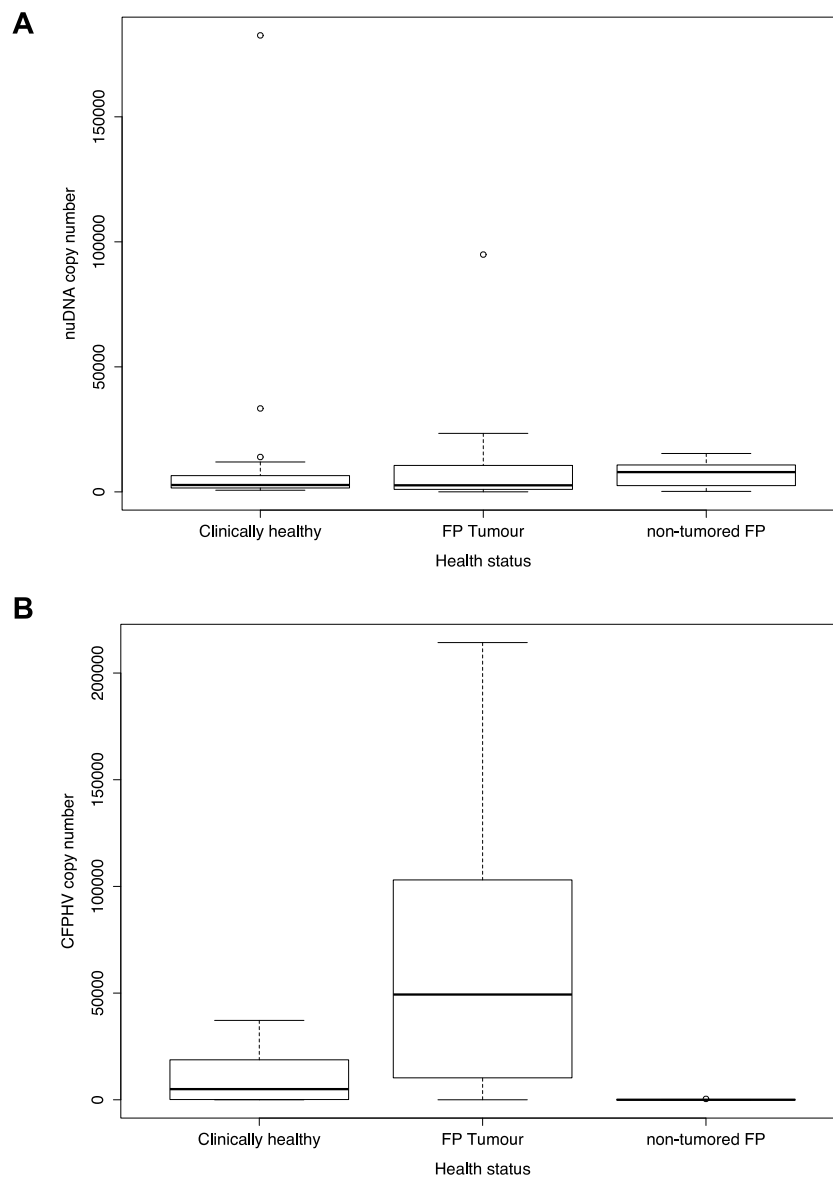 A
150000
100000
50000
0
nuDNA copy number
Clinically healthy FP Tumour non-tumored FP
Health status
B
200000
150000
100000
50000
0
CFPHV copy number
Clinically healthy FP Tumour non-tumored FP
Health status